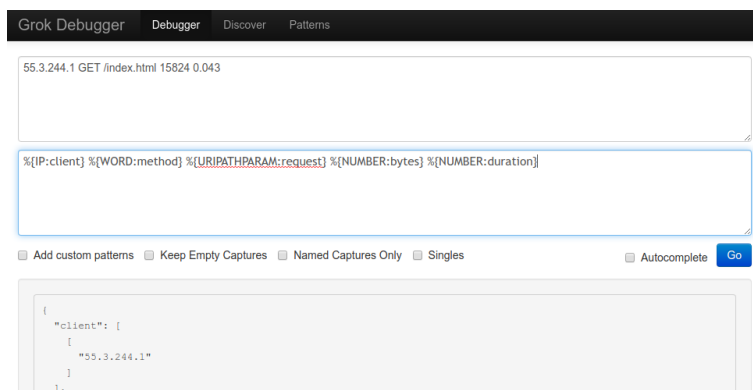 Grok Debugger Debugger Discover Patterns
55.3.244.1 GET /index.html 15824 0.043
%{IP:client} %{WORD:method} %{URIPATHPARAM:request} %{NUMBER:bytes} %{NUMBER:duration}
Add custom patterns Keep Empty Captures Named Captures Only Singles Autocomplete Go
{
"client": [
[
"55.3.244.1"
]
],